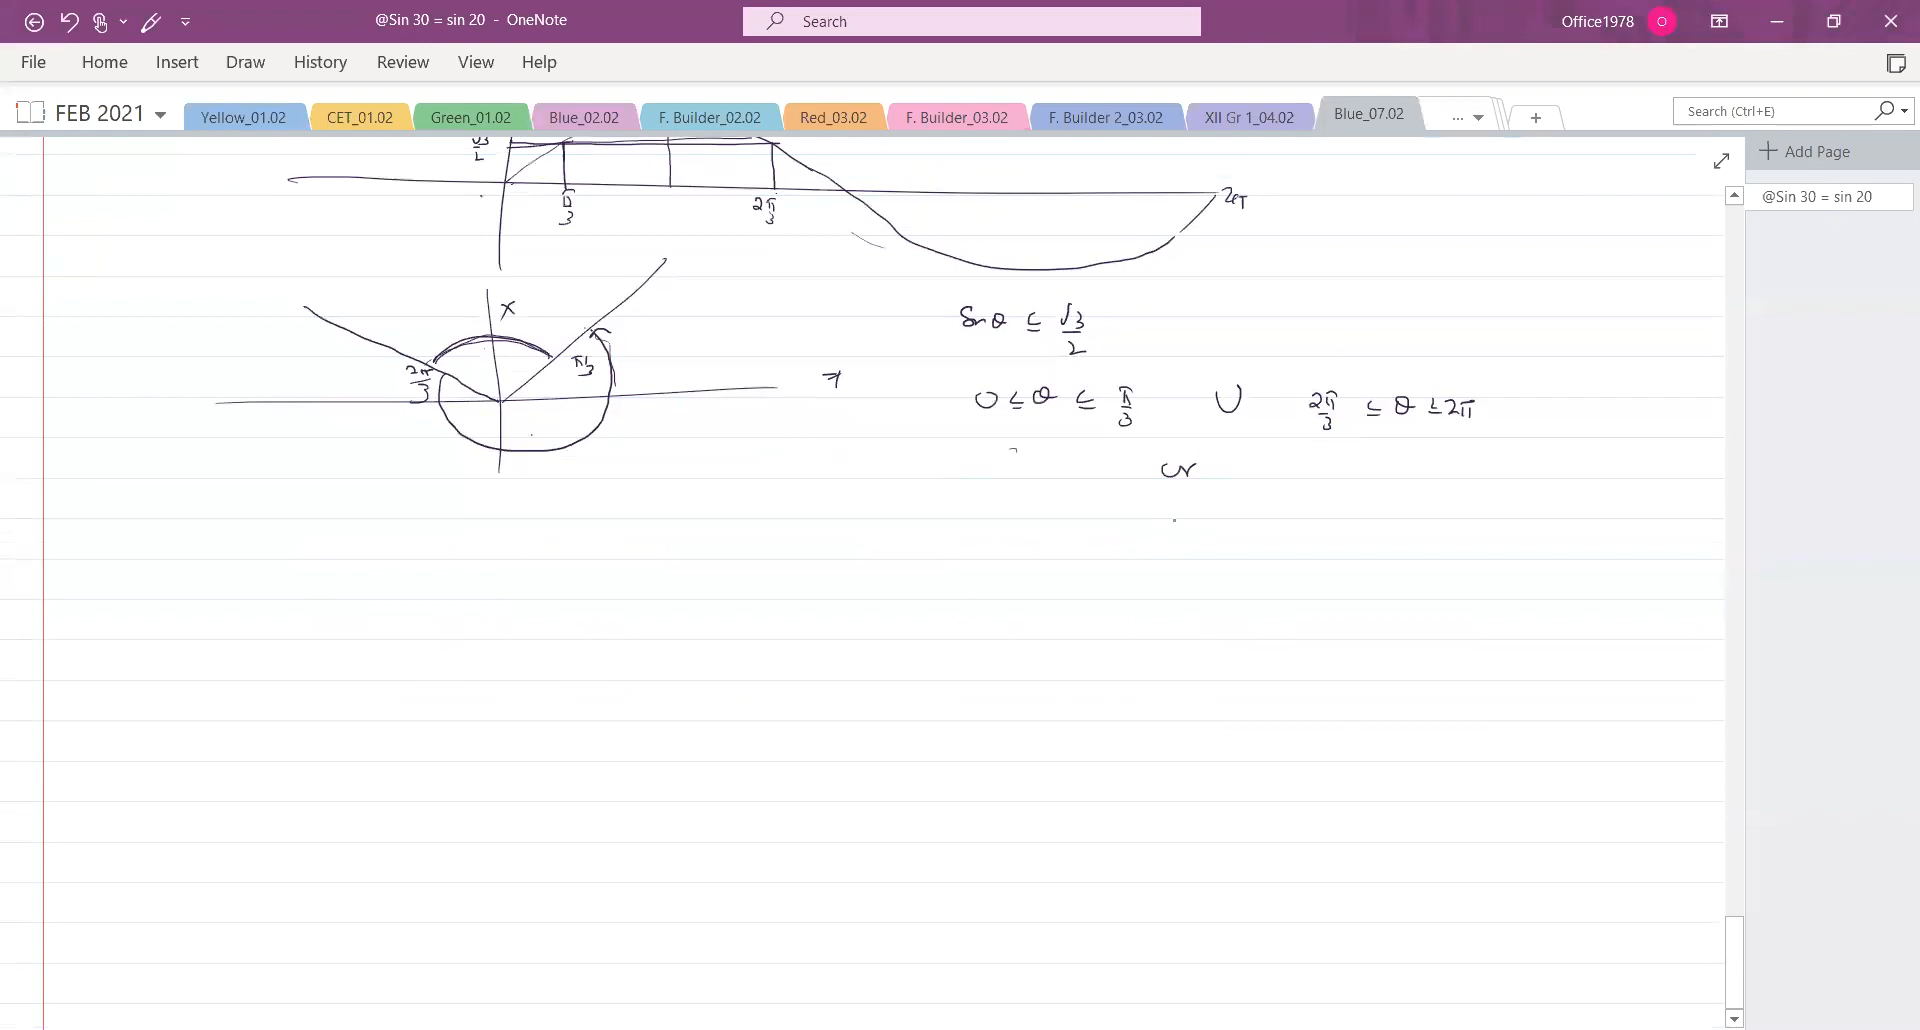 @Sin 30 = sin 20 - OneNote
Search
Office1978
O
File Home Insert Draw History Review View Help
FEB 2021
Yellow_01.02
CET_01.02
Green_01.02
Blue_02.02
F. Builder_02.02
Red_03.02
F. Builder_03.02
F. Builder 2_03.02
XII Gr 1_04.02
Blue_07.02
...
+
Search (Ctrl+E)
+ Add Page
@Sin 30 = sin 20
π/3
2π/3
2π
x
2π/3
π/3
Sinθ ≤ √3/2
0 ≤ θ ≤ π/3 ∪ 2π/3 ≤ θ ≤ 2π
or